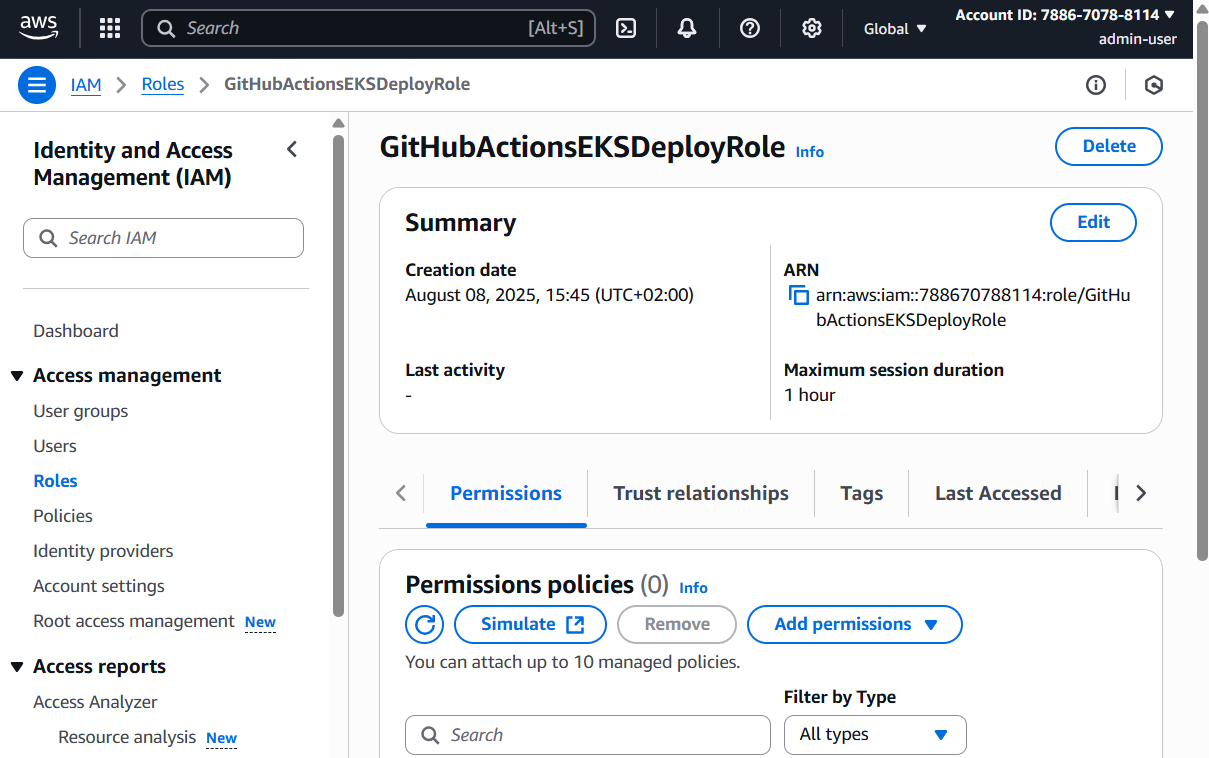 aws
Search [Alt+S]
Global
Account ID: 7886-7078-8114
admin-user
IAM > Roles > GitHubActionsEKSDeployRole
Identity and Access
Management (IAM)
Search IAM
Dashboard
Access management
User groups
Users
Roles
Policies
Identity providers
Account settings
Root access management New
Access reports
Access Analyzer
Resource analysis New
GitHubActionsEKSDeployRole Info
Delete
Summary
Edit
Creation date
August 08, 2025, 15:45 (UTC+02:00)
ARN
arn:aws:iam::788670788114:role/GitHu
bActionsEKSDeployRole
Last activity
-
Maximum session duration
1 hour
Permissions Trust relationships Tags Last Accessed
Permissions policies (0) Info
Simulate Remove Add permissions
You can attach up to 10 managed policies.
Filter by Type
Search All types